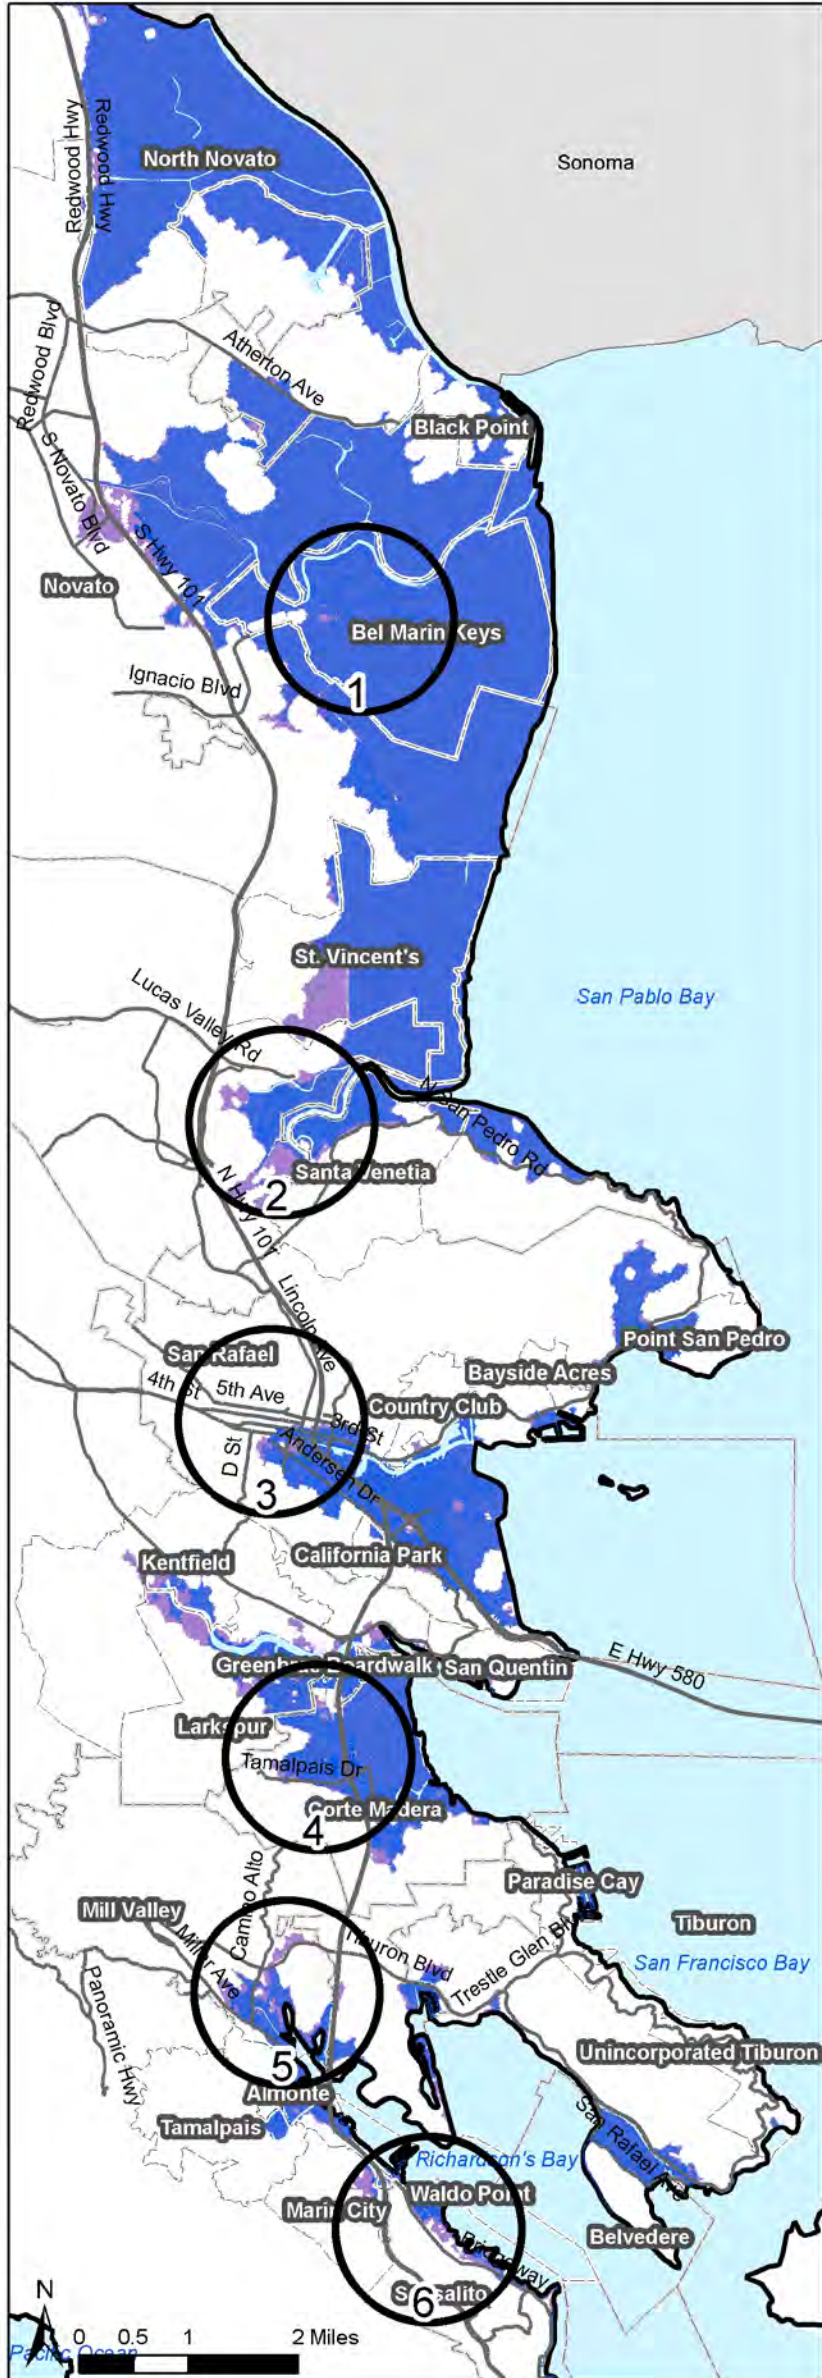 Redwood Hwy
Redwood Hwy
North Novato
Sonoma
Redwood Blvd
Atherton Ave
Black Point
S Novato Blvd
S Hwy 101
Novato
Bel Marin Keys
Ignacio Blvd
1
St. Vincent's
San Pablo Bay
Lucas Valley Rd
N San Pedro Rd
Santa Venetia
2
N Hwy 101
Lincoln Ave
Point San Pedro
San Rafael
Bayside Acres
4th St
5th Ave
Country Club
3rd St
D St
Andersen Dr
3
California Park
Kentfield
E Hwy 580
Greenbrae Boardwalk
San Quentin
Larkspur
Tamalpais Dr
Corte Madera
4
Camino Alto
Paradise Cay
Mill Valley
Tiburon
Miller Ave
Tiburon Blvd
Trestle Glen Blvd
San Francisco Bay
Panoramic Hwy
Unincorporated Tiburon
5
Almonte
Tamalpais
San Rafael Ave
Richardson's Bay
Marin City
Waldo Point
Belvedere
Bridgeway
Sausalito
6
N
0 0.5 1 2 Miles
Pacific Ocean